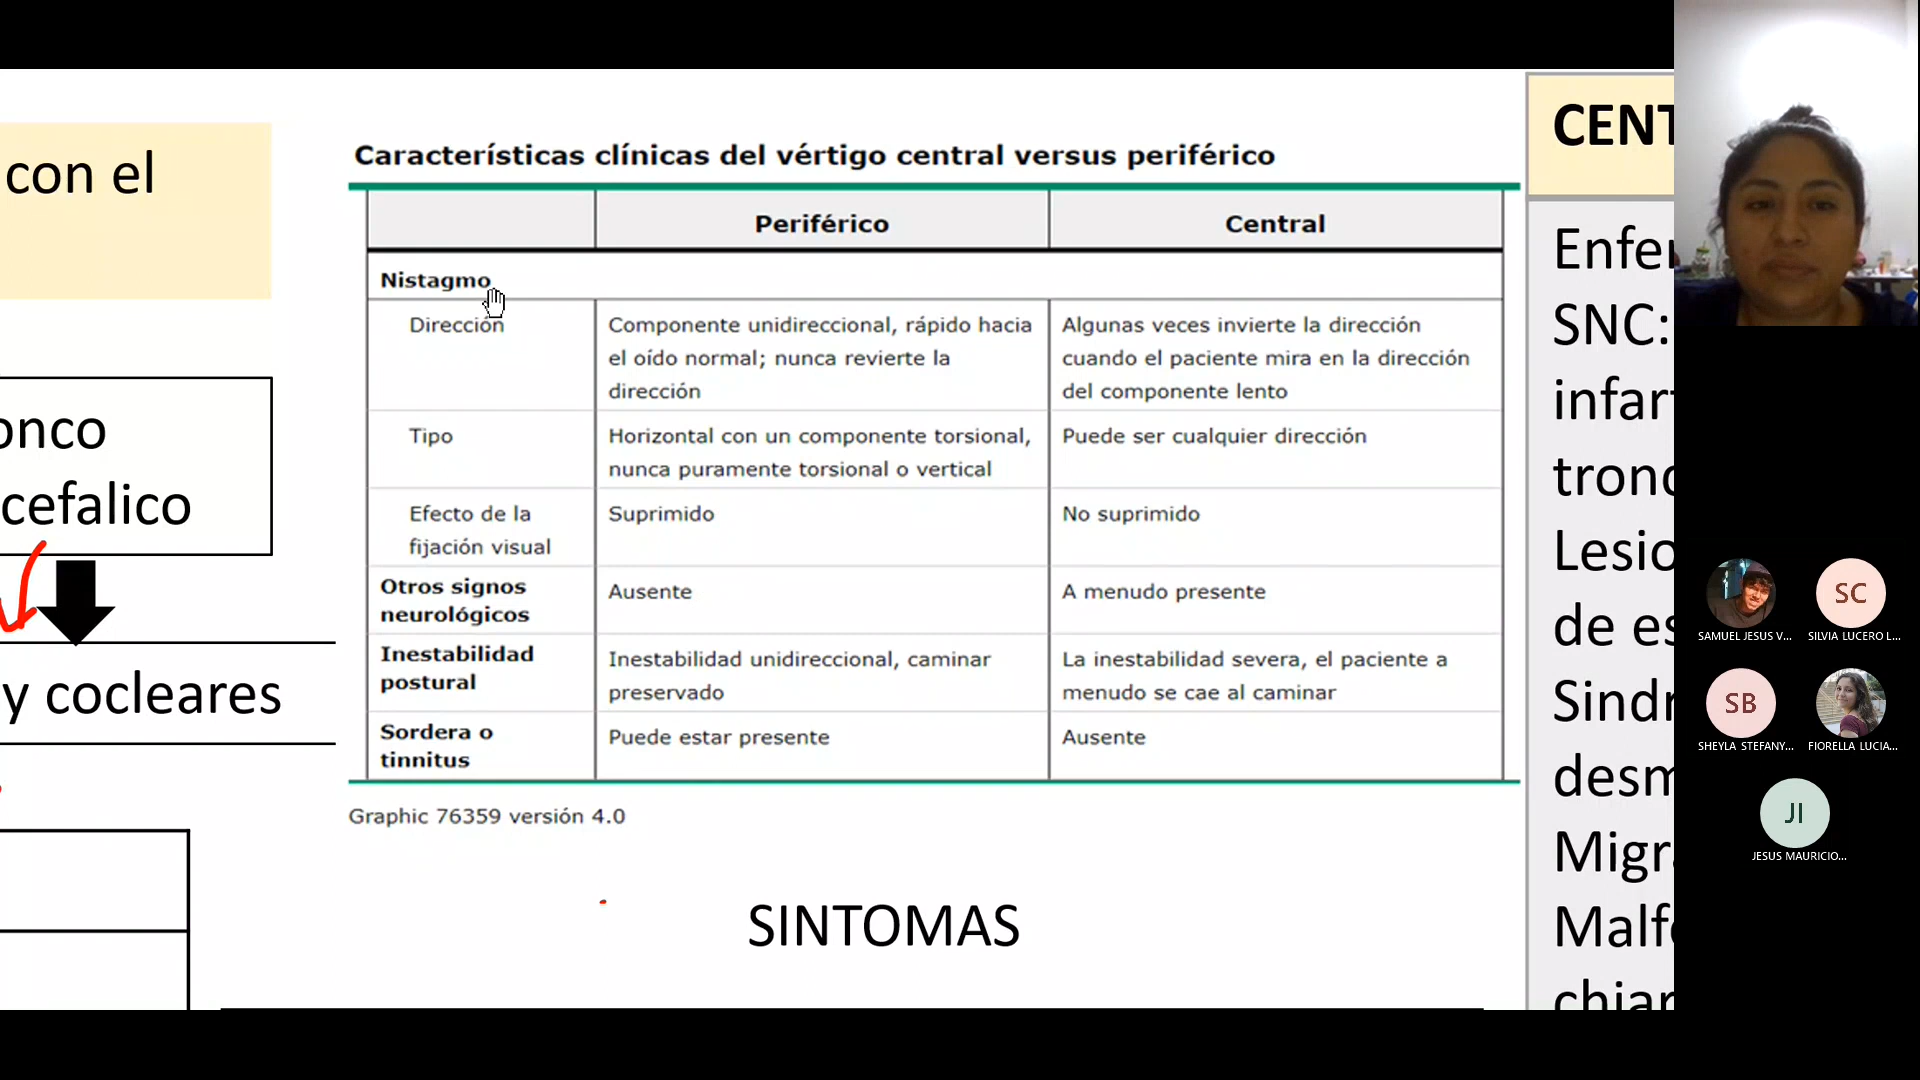 con el
onco
cefalico
y cocleares
Características clínicas del vértigo central versus periférico
Periférico
Central
Nistagmo
Dirección
Componente unidireccional, rápido hacia
el oído normal; nunca revierte la
dirección
Algunas veces invierte la dirección
cuando el paciente mira en la dirección
del componente lento
Tipo
Horizontal con un componente torsional,
nunca puramente torsional o vertical
Puede ser cualquier dirección
Efecto de la
fijación visual
Suprimido
No suprimido
Otros signos
neurológicos
Ausente
A menudo presente
Inestabilidad
postural
Inestabilidad unidireccional, caminar
preservado
La inestabilidad severa, el paciente a
menudo se cae al caminar
Sordera o
tinnitus
Puede estar presente
Ausente
Graphic 76359 versión 4.0
SINTOMAS
CENT
Enfer
SNC:
infar
tronc
Lesio
de es
Sindr
desm
Migra
Malfo
chiar
SAMUEL JESUS V...
SC
SILVIA LUCERO L...
SB
SHEYLA STEFANY...
FIORELLA LUCIA...
JI
JESUS MAURICIO...